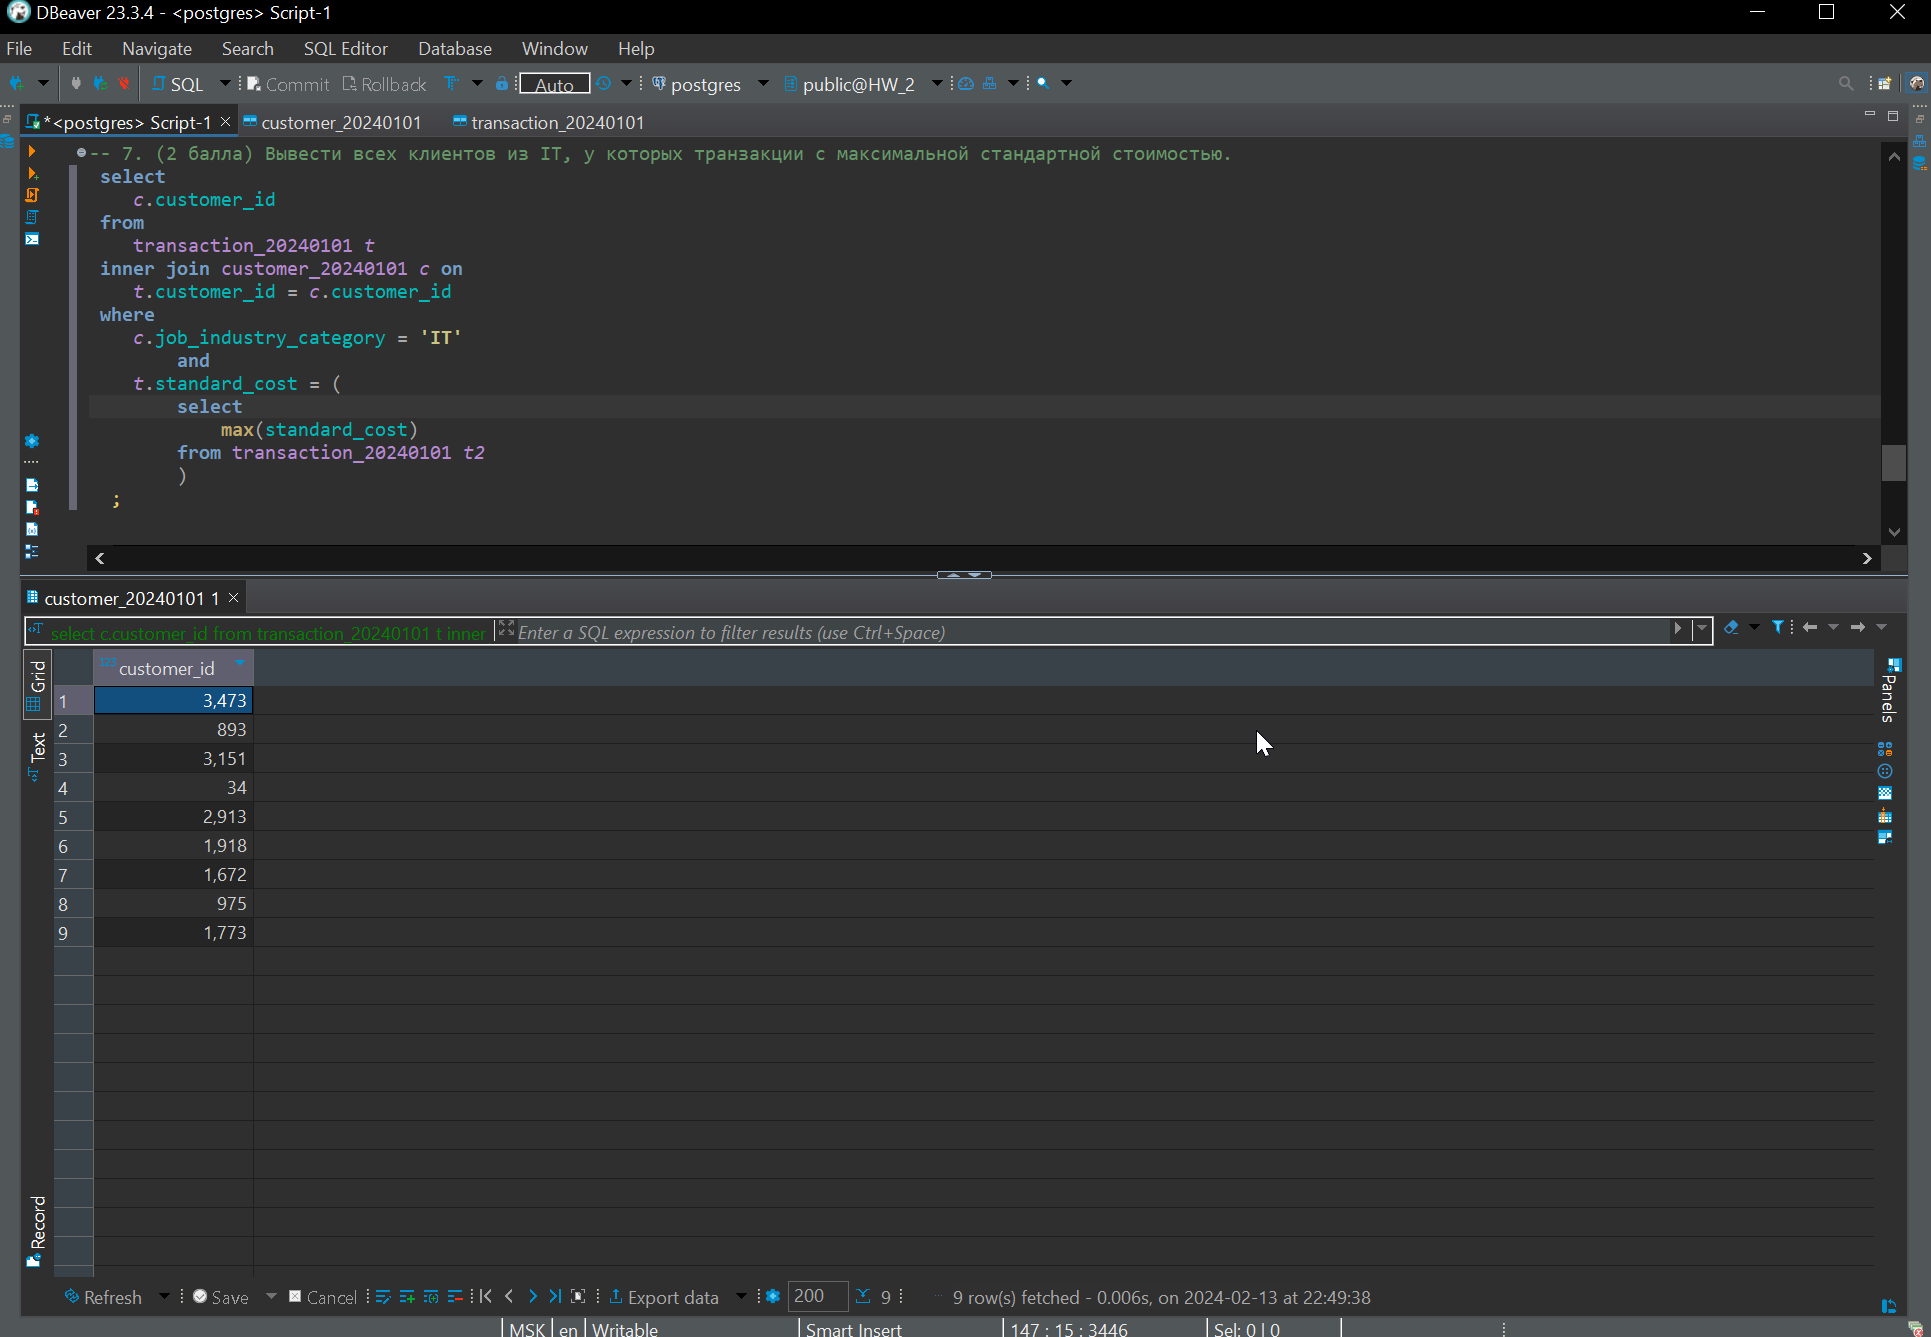 DBeaver 23.3.4 - <postgres> Script-1
File Edit Navigate Search SQL Editor Database Window Help
SQL Commit Rollback Auto postgres public@HW_2
*<postgres> Script-1 customer_20240101 transaction_20240101
-- 7. (2 балла) Вывести всех клиентов из IT, у которых транзакции с максимальной стандартной стоимостью.
select
c.customer_id
from
transaction_20240101 t
inner join customer_20240101 c on
t.customer_id = c.customer_id
where
c.job_industry_category = 'IT'
and
t.standard_cost = (
select
max(standard_cost)
from transaction_20240101 t2
)
;
customer_20240101 1
select c.customer_id from transaction_20240101 t inner Enter a SQL expression to filter results (use Ctrl+Space)
Grid
Text
Record
Panels
123 customer_id
1 3,473
2 893
3 3,151
4 34
5 2,913
6 1,918
7 1,672
8 975
9 1,773
Refresh Save Cancel Export data 200 9 9 row(s) fetched - 0.006s, on 2024-02-13 at 22:49:38
MSK en Writable Smart Insert 147 : 15 : 3446 Sel: 0 | 0